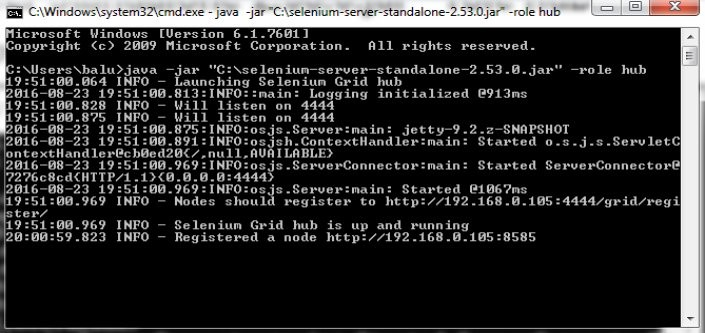 C:\Windows\system32\cmd.exe - java -jar "C:\selenium-server-standalone-2.53.0.jar" -role hub
Microsoft Windows [Version 6.1.7601]
Copyright (c) 2009 Microsoft Corporation.  All rights reserved.
C:\Users\balu>java -jar "C:\selenium-server-standalone-2.53.0.jar" -role hub
19:51:00.064 INFO - Launching Selenium Grid hub
2016-08-23 19:51:00.813:INFO::main: Logging initialized @913ms
19:51:00.828 INFO - Will listen on 4444
19:51:00.875 INFO - Will listen on 4444
2016-08-23 19:51:00.875:INFO:osjs.Server:main: jetty-9.2.z-SNAPSHOT
2016-08-23 19:51:00.891:INFO:osjsh.ContextHandler:main: Started o.s.j.s.ServletC
ontextHandler@cb0ed20{/,null,AVAILABLE}
2016-08-23 19:51:00.969:INFO:osjs.ServerConnector:main: Started ServerConnector@
7276c8cd{HTTP/1.1}{0.0.0.0:4444}
2016-08-23 19:51:00.969:INFO:osjs.Server:main: Started @1067ms
19:51:00.969 INFO - Nodes should register to http://192.168.0.105:4444/grid/regi
ster/
19:51:00.969 INFO - Selenium Grid hub is up and running
20:00:59.823 INFO - Registered a node http://192.168.0.105:8585